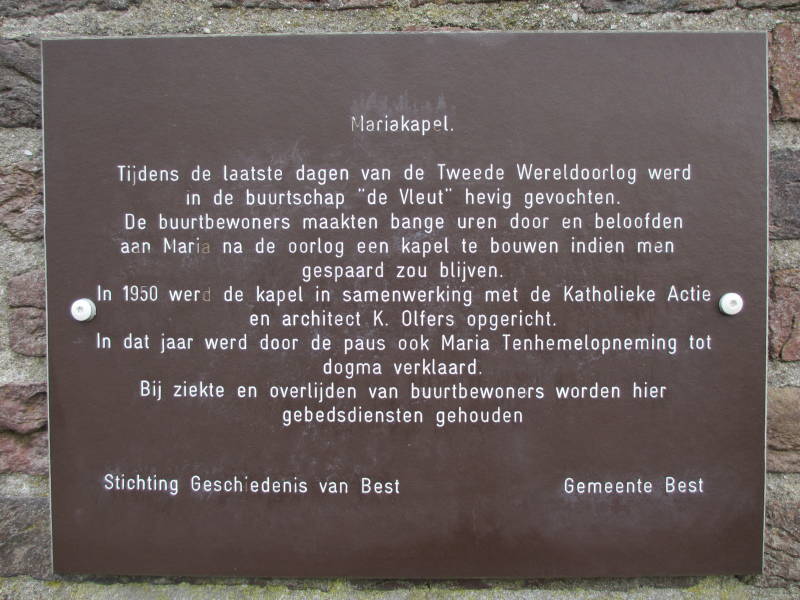 Mariakapel.
Tijdens de laatste dagen van de Tweede Wereldoorlog werd
in de buurtschap "de Vleut" hevig gevochten.
De buurtbewoners maakten bange uren door en beloofden
aan Maria na de oorlog een kapel te bouwen indien men
gespaard zou blijven.
In 1950 werd de kapel in samenwerking met de Katholieke Actie
en architect K. Olfers opgericht.
In dat jaar werd door de paus ook Maria Tenhemelopneming tot
dogma verklaard.
Bij ziekte en overlijden van buurtbewoners worden hier
gebedsdiensten gehouden
Stichting Geschiedenis van Best Gemeente Best